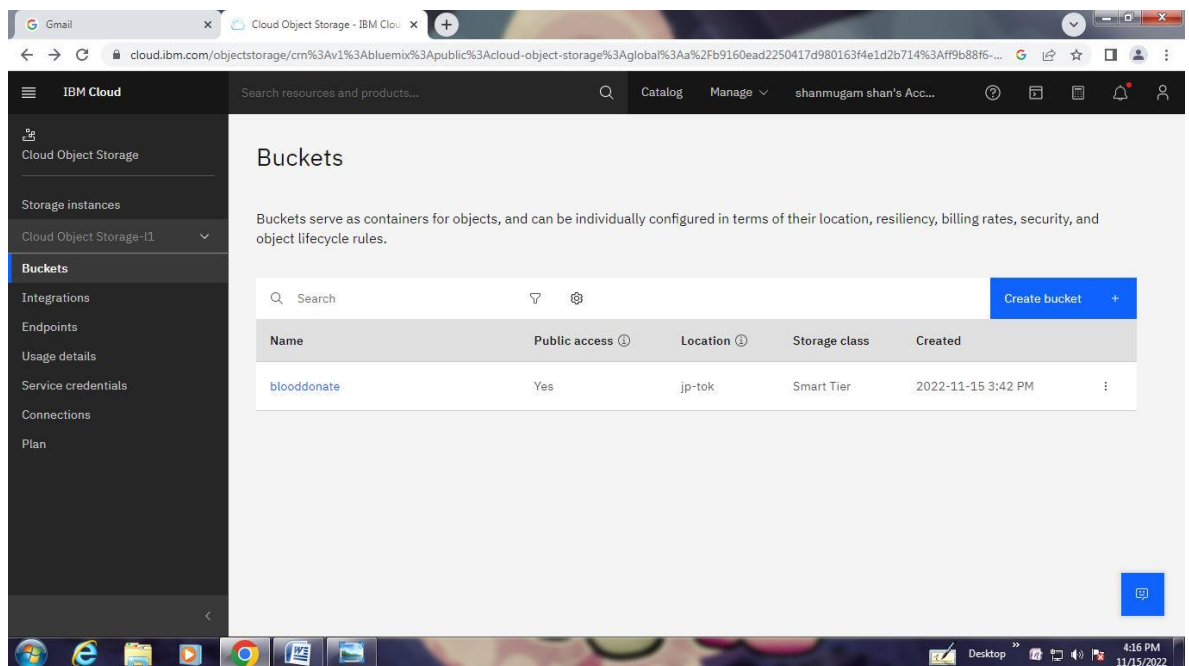 Gmail
Cloud Object Storage - IBM Clou
cloud.ibm.com/objectstorage/crn%3Av1%3Abluemix%3Apublic%3Acloud-object-storage%3Aglobal%3Aa%2Fb9160ead2250417d980163f4e1d2b714%3Aff9b88f6-...
IBM Cloud
Search resources and products...
Catalog
Manage
shanmugam shan's Acc...
Cloud Object Storage
Storage instances
Cloud Object Storage-t1
Buckets
Integrations
Endpoints
Usage details
Service credentials
Connections
Plan
Buckets
Buckets serve as containers for objects, and can be individually configured in terms of their location, resiliency, billing rates, security, and
object lifecycle rules.
Search
Create bucket +
Name Public access Location Storage class Created
blooddonate Yes jp-tok Smart Tier 2022-11-15 3:42 PM
Desktop
4:16 PM
11/15/2022